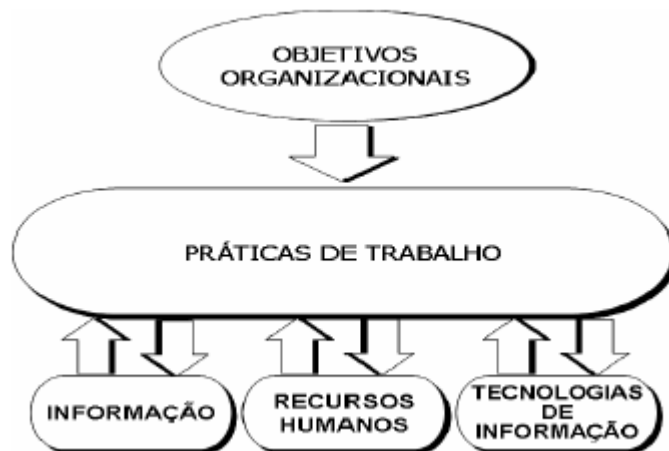 OBJETIVOS
ORGANIZACIONAIS
PRÁTICAS DE TRABALHO
INFORMAÇÃO
RECURSOS
HUMANOS
TECNOLOGIAS
DE
INFORMAÇÃO